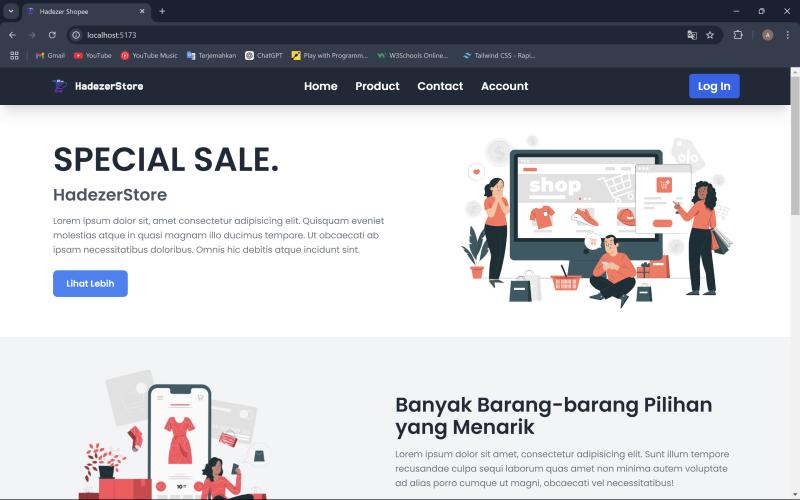 Hadezer Shopee
localhost:5173
A
Gmail
YouTube
YouTube Music
Terjemahkan
ChatGPT
Play with Programm...
W3Schools Online...
Tailwind CSS - Rapi...
HadezerStore
Home
Product
Contact
Account
Log In
SPECIAL SALE.
HadezerStore
Lorem ipsum dolor sit, amet consectetur adipisicing elit. Quisquam eveniet
molestias atque in quasi magnam illo ducimus tempore. Ut obcaecati ab
ipsam necessitatibus doloribus. Omnis hic debitis atque incidunt sint.
Lihat Lebih
shop
%
Banyak Barang-barang Pilihan
yang Menarik
Lorem ipsum dolor sit amet, consectetur adipisicing elit. Sunt illum tempore
recusandae culpa sequi laborum quas amet non minima autem voluptate
ad alias porro cumque ut magni, obcaecati vel necessitatibus!